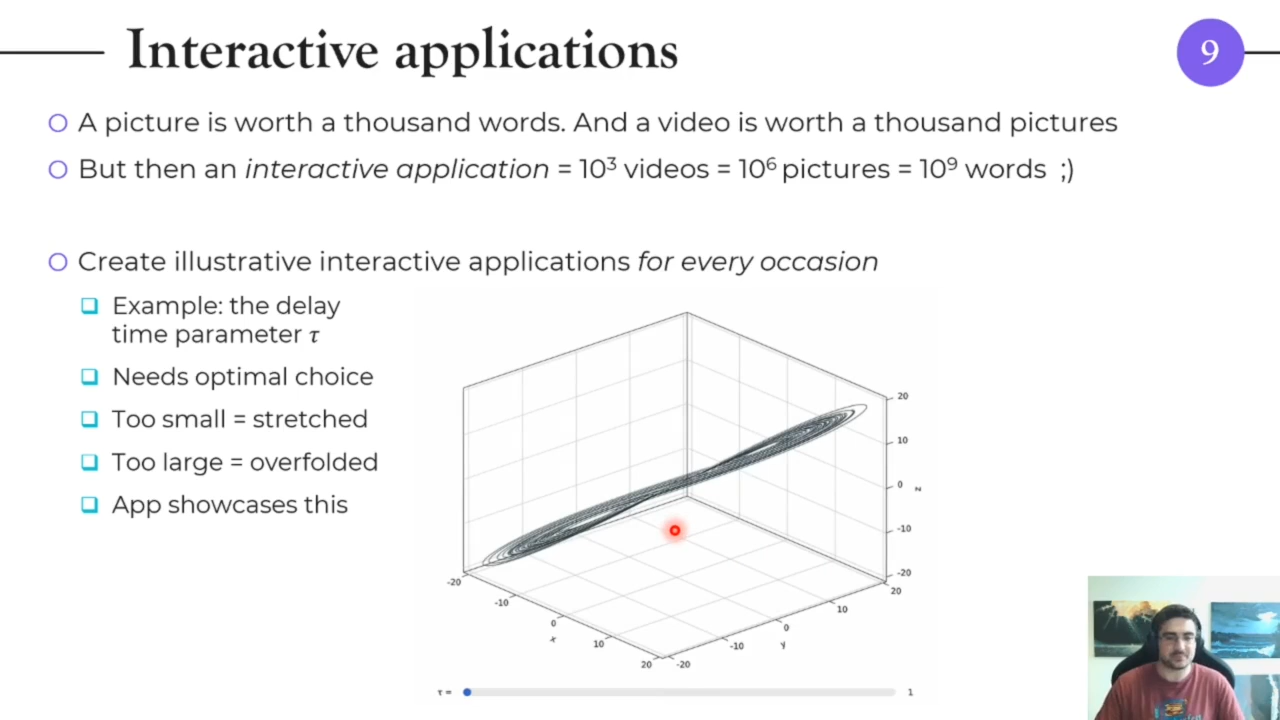 Interactive applications
9
A picture is worth a thousand words. And a video is worth a thousand pictures
But then an interactive application = 10³ videos = 10⁶ pictures = 10⁹ words ;)
Create illustrative interactive applications for every occasion
Example: the delay
time parameter τ
Needs optimal choice
Too small = stretched
Too large = overfolded
App showcases this
20
10
0
z
-10
-20
-20
-10
0
x
10
20
-20
-10
y
0
10
20
τ =
1